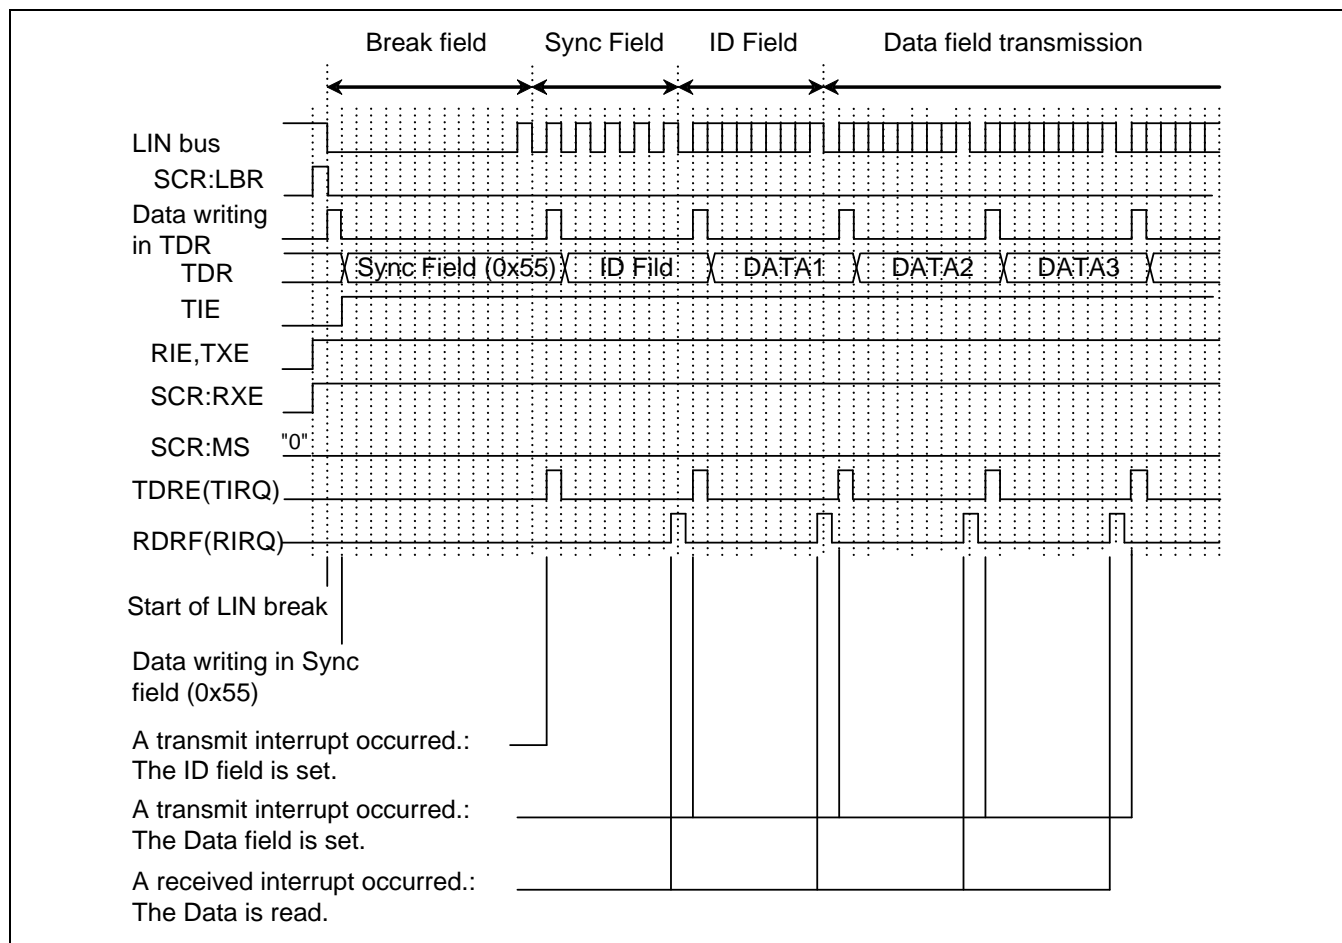 Break field Sync Field ID Field Data field transmission
LIN bus
SCR:LBR
Data writing
in TDR
TDR Sync Field (0x55) ID Fild DATA1 DATA2 DATA3
TIE
RIE,TXE
SCR:RXE
SCR:MS "0"
TDRE(TIRQ)
RDRF(RIRQ)
Start of LIN break
Data writing in Sync
field (0x55)
A transmit interrupt occurred.:
The ID field is set.
A transmit interrupt occurred.:
The Data field is set.
A received interrupt occurred.:
The Data is read.